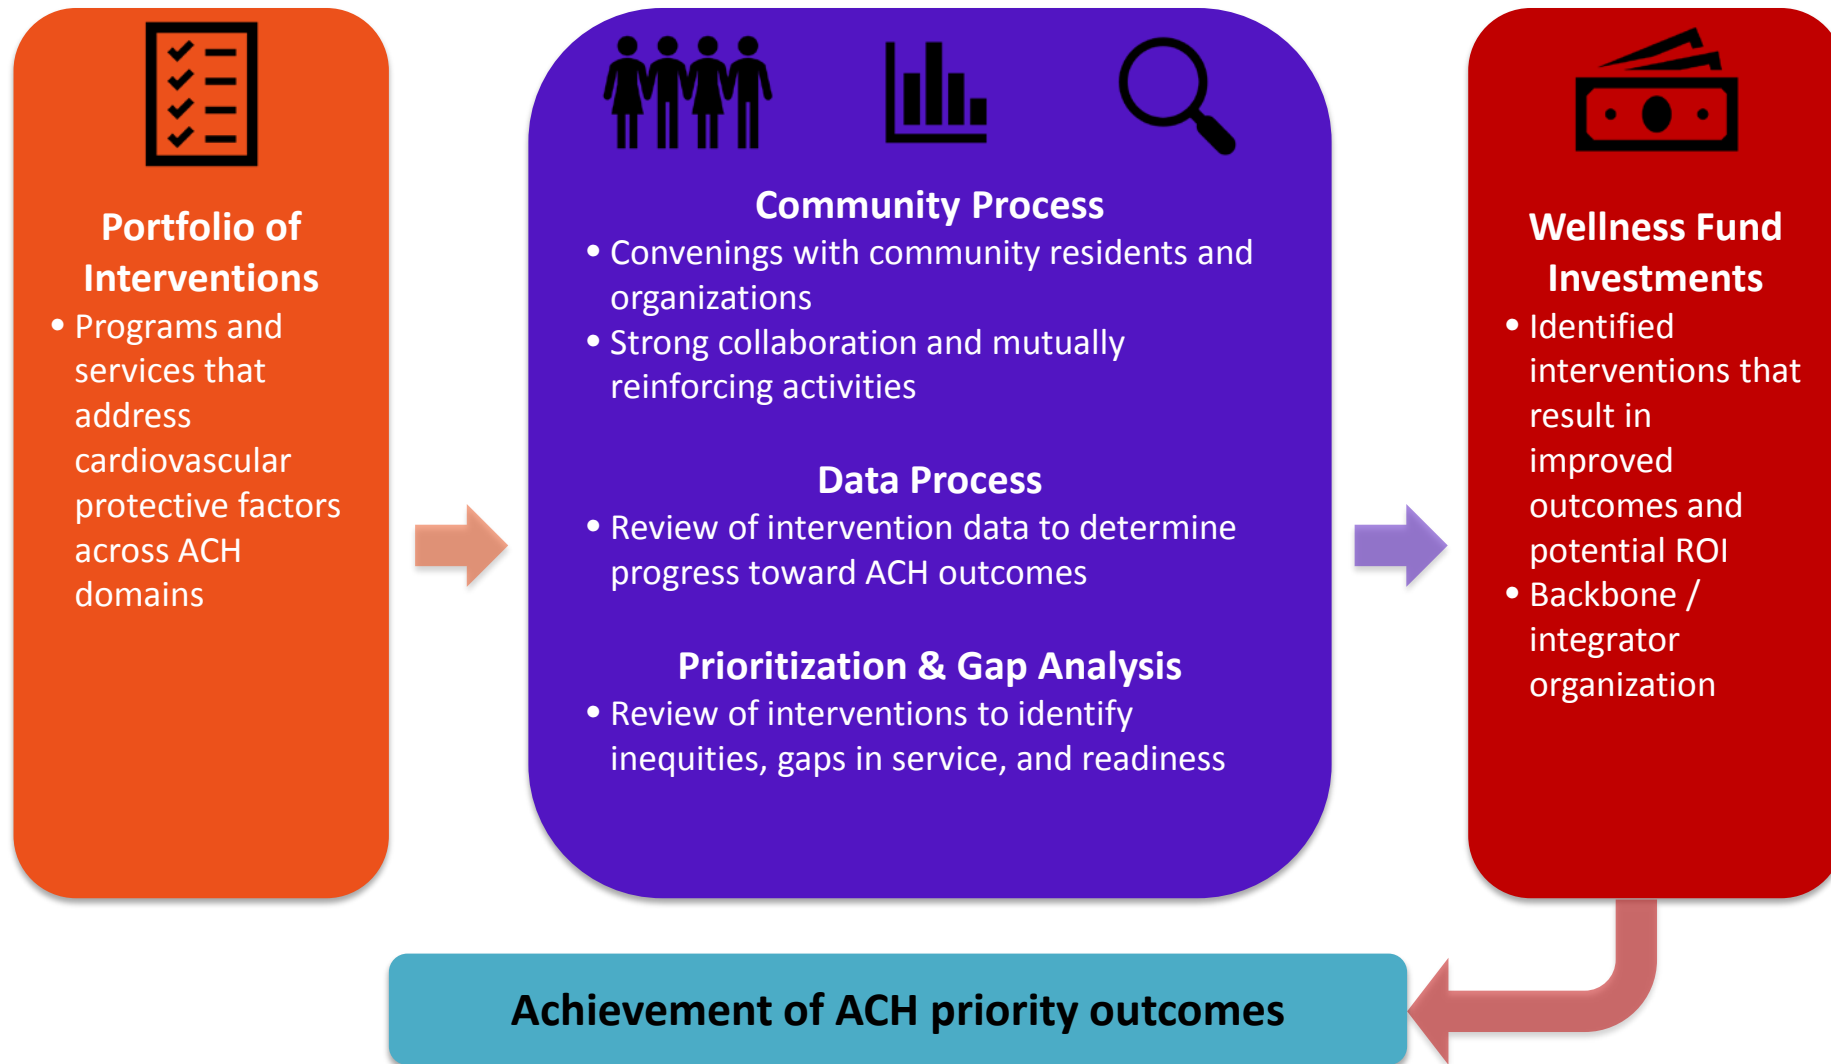 Portfolio of
Interventions
• Programs and
services that
address
cardiovascular
protective factors
across ACH
domains
Community Process
• Convenings with community residents and
organizations
• Strong collaboration and mutually
reinforcing activities
Data Process
• Review of intervention data to determine
progress toward ACH outcomes
Prioritization & Gap Analysis
• Review of interventions to identify
inequities, gaps in service, and readiness
Wellness Fund
Investments
• Identified
interventions that
result in
improved
outcomes and
potential ROI
• Backbone /
integrator
organization
Achievement of ACH priority outcomes